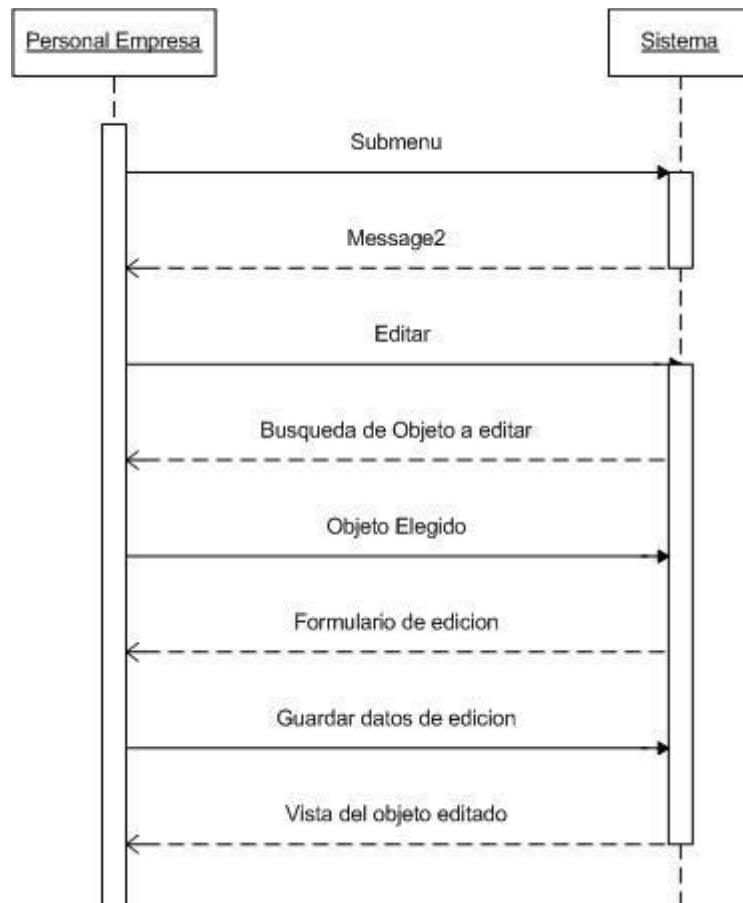 Personal Empresa
Sistema
Submenu
Message2
Editar
Busqueda de Objeto a editar
Objeto Elegido
Formulario de edicion
Guardar datos de edicion
Vista del objeto editado